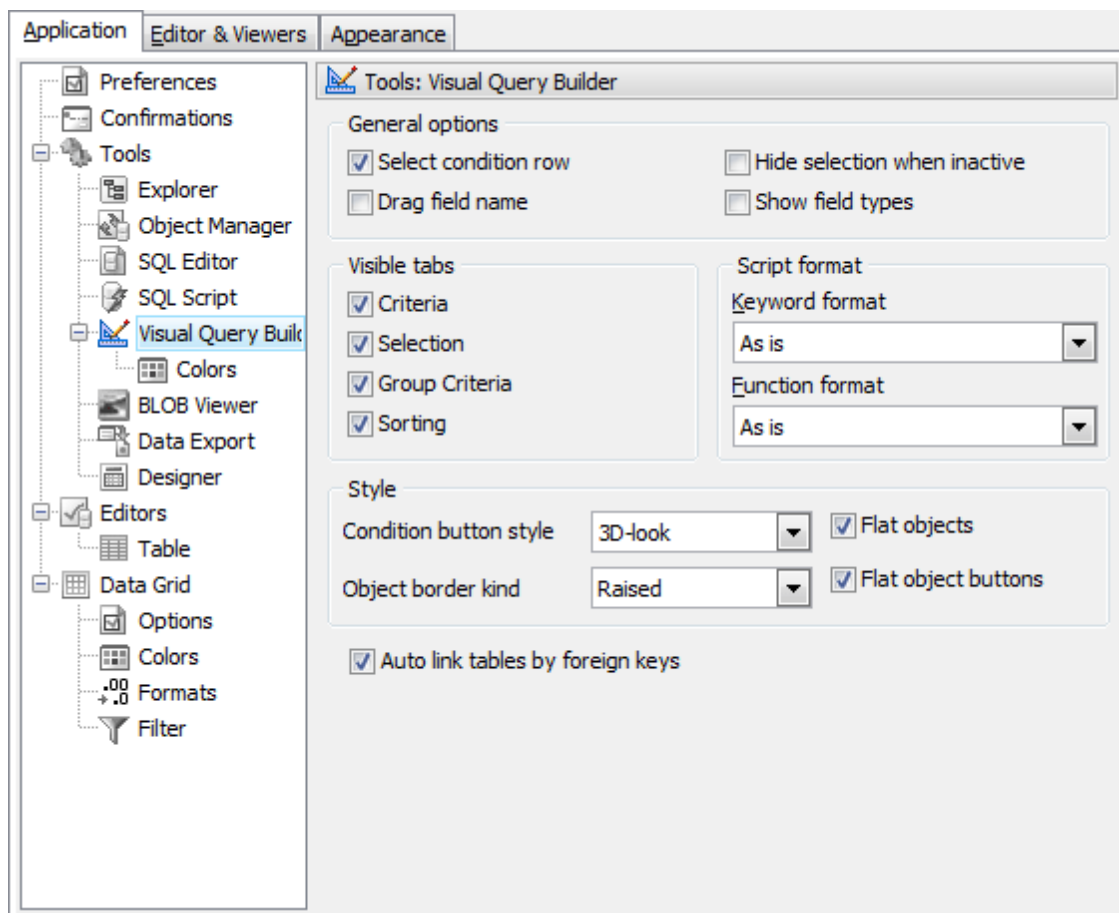 Application
Editor & Viewers
Appearance
Preferences
Confirmations
Tools
Explorer
Object Manager
SQL Editor
SQL Script
Visual Query Buil
Colors
BLOB Viewer
Data Export
Designer
Editors
Table
Data Grid
Options
Colors
Formats
Filter
Tools: Visual Query Builder
General options
Select condition row
Hide selection when inactive
Drag field name
Show field types
Visible tabs
Criteria
Selection
Group Criteria
Sorting
Script format
Keyword format
As is
Function format
As is
Style
Condition button style
3D-look
Flat objects
Object border kind
Raised
Flat object buttons
Auto link tables by foreign keys